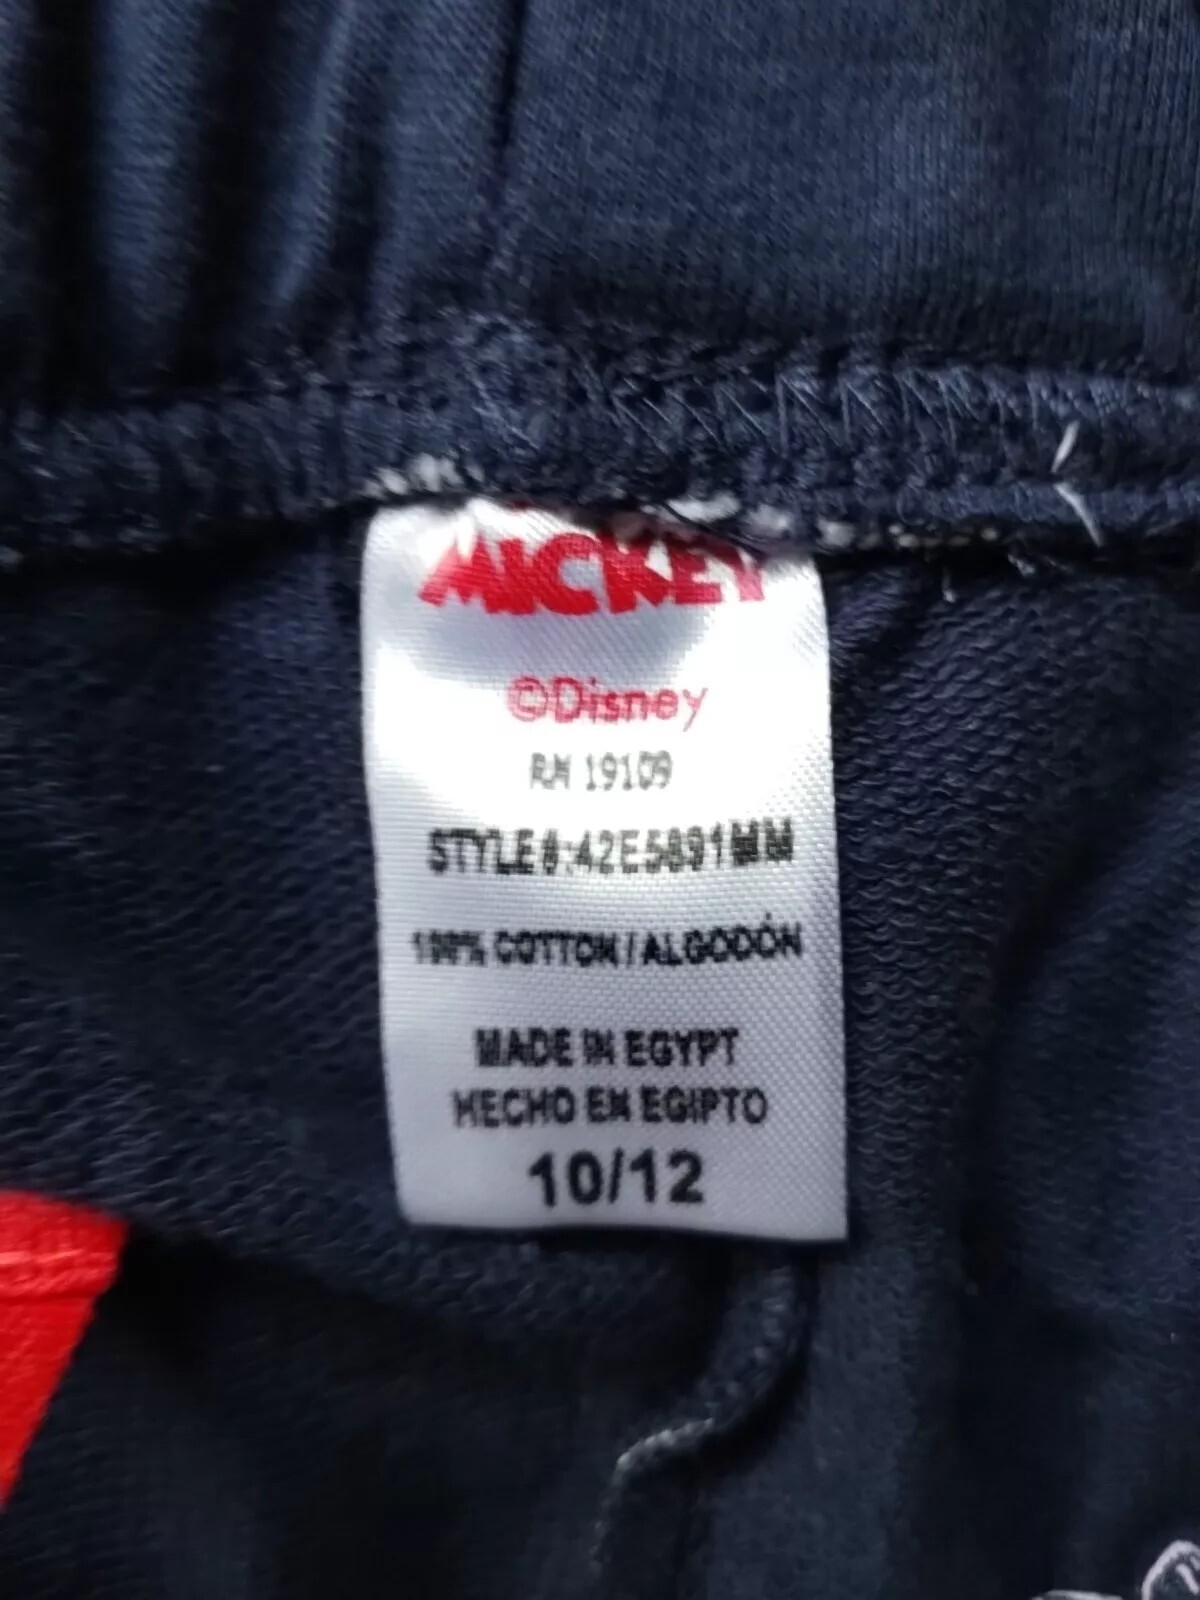 MICKEY
©Disney
RN 19109
STYLE#:42E5891MM
100% COTTON/ALGODÓN
MADE IN EGYPT
HECHO EN EGIPTO
10/12